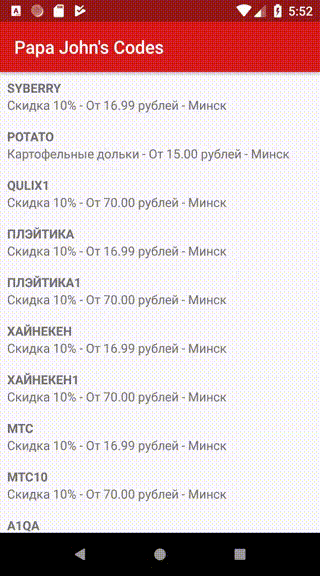 5:52
Papa John's Codes
SYBERRY
Скидка 10% - От 16.99 рублей - Минск
POTATO
Картофельные дольки - От 15.00 рублей - Минск
QULIX1
Скидка 10% - От 70.00 рублей - Минск
ПЛЭЙТИКА
Скидка 10% - От 16.99 рублей - Минск
ПЛЭЙТИКА1
Скидка 10% - От 70.00 рублей - Минск
ХАЙНЕКЕН
Скидка 10% - От 16.99 рублей - Минск
ХАЙНЕКЕН1
Скидка 10% - От 70.00 рублей - Минск
МТС
Скидка 10% - От 16.99 рублей - Минск
МТС10
Скидка 10% - От 70.00 рублей - Минск
A1QA